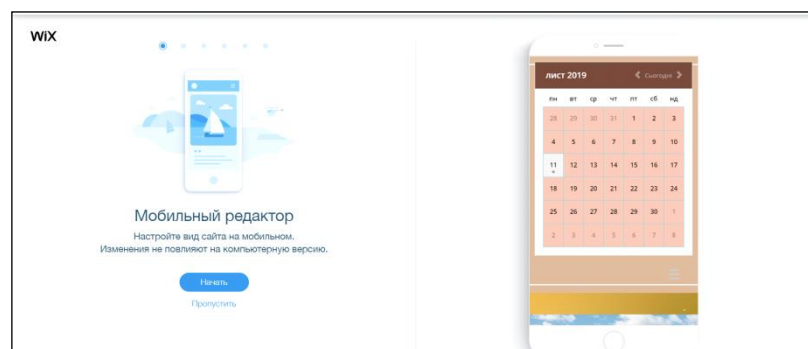 WiX
Мобильный редактор
Настройте вид сайта на мобильном.
Изменения не повлияют на компьютерную версию.
Начать
Пропустить
лист 2019 Сьогодні
пн вт ср чт пт сб нд
28 29 30 31 1 2 3
4 5 6 7 8 9 10
11 12 13 14 15 16 17
18 19 20 21 22 23 24
25 26 27 28 29 30 1
2 3 4 5 6 7 8